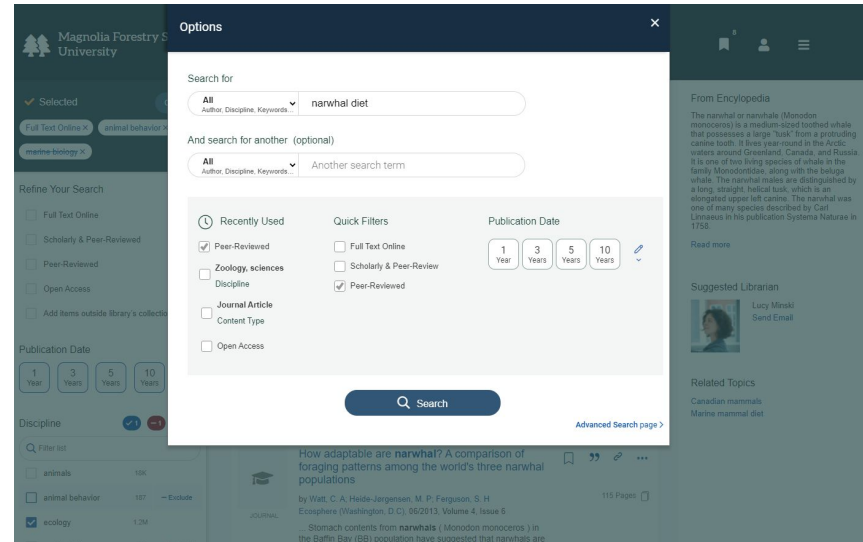 Magnolia Forestry S
University
Options
×
8
Search for
All
Author, Discipline, Keywords...
narwhal diet
And search for another (optional)
All
Author, Discipline, Keywords...
Another search term
Recently Used
Peer-Reviewed
Zoology, sciences
Discipline
Journal Article
Content Type
Open Access
Quick Filters
Full Text Online
Scholarly & Peer-Review
Peer-Reviewed
Publication Date
1 Year
3 Years
5 Years
10 Years
Search
Advanced Search page >
Selected
Full Text Online ×
animal behavior ×
marine biology ×
Refine Your Search
Full Text Online
Scholarly & Peer-Reviewed
Peer-Reviewed
Open Access
Add items outside library's collectio
Publication Date
1 Year
3 Years
5 Years
10 Years
Discipline
1
1
Filter list
animals 10K
animal behavior 107 − Exclude
ecology 1.2M
How adaptable are narwhal? A comparison of
foraging patterns among the world's three narwhal
populations
by Watt, C. A; Heide-Jørgensen, M. P; Ferguson, S. H
Ecosphere (Washington, D.C), 06/2013, Volume 4, Issue 6
JOURNAL
115 Pages
... Stomach contents from narwhals ( Monodon monoceros ) in
the Baffin Bay (BB) population have suggested that narwhals are
From Encylopedia
The narwhal or narwhale (Monodon
monoceros) is a medium-sized toothed whale
that possesses a large "tusk" from a protruding
canine tooth. It lives year-round in the Arctic
waters around Greenland, Canada, and Russia.
It is one of two living species of whale in the
family Monodontidae, along with the beluga
whale. The narwhal males are distinguished by
a long, straight, helical tusk, which is an
elongated upper left canine. The narwhal was
one of many species described by Carl
Linnaeus in his publication Systema Naturae in
1758.
Read more
Suggested Librarian
Lucy Minski
Send Email
Related Topics
Canadian mammals
Marine mammal diet